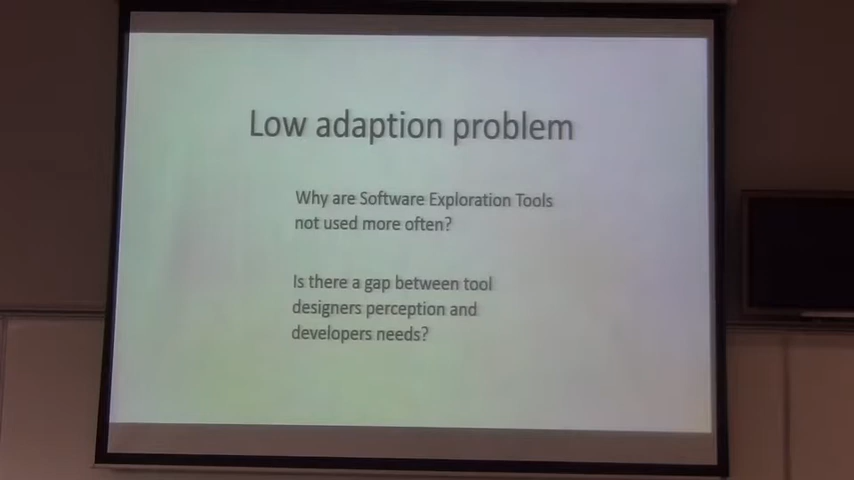 Low adaption problem
Why are Software Exploration Tools
not used more often?
Is there a gap between tool
designers perception and
developers needs?